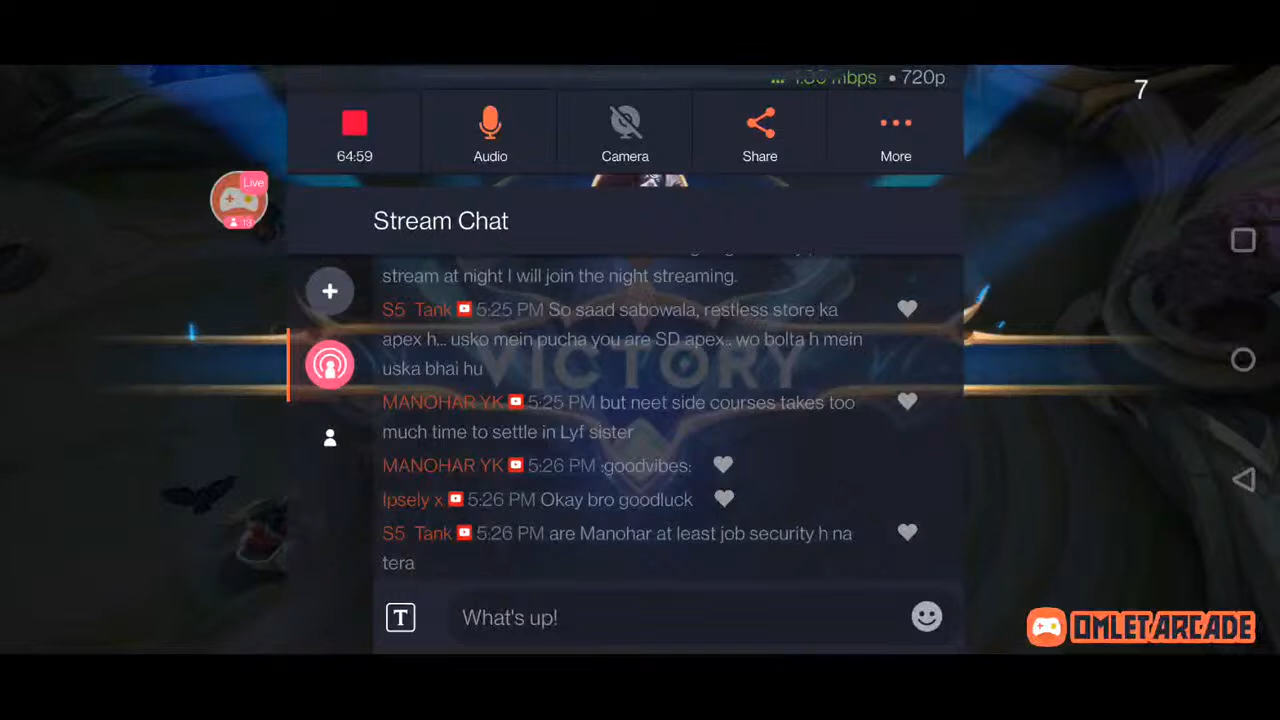 1.30 mbps • 720p
7
64:59
Audio
Camera
Share
More
Live
13
Stream Chat
stream at night I will join the night streaming.
S5 Tank 5:25 PM So saad sabowala, restless store ka
apex h... usko mein pucha you are SD apex.. wo bolta h mein
uska bhai hu
VICTORY
MANOHAR YK 5:25 PM but neet side courses takes too
much time to settle in Lyf sister
MANOHAR YK 5:26 PM :goodvibes:
Ipsely x 5:26 PM Okay bro goodluck
S5 Tank 5:26 PM are Manohar at least job security h na
tera
T
What's up!
OMLET ARCADE